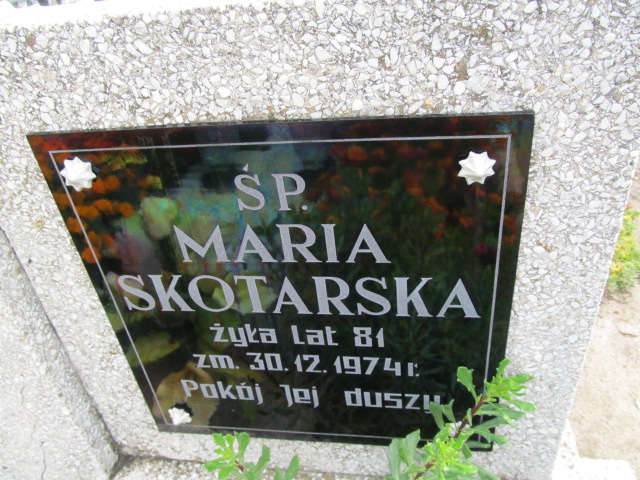 ŚP.
MARIA
SKOTARSKA
żyła lat 81
zm. 30.12.1974 r.
Pokój Jej duszy